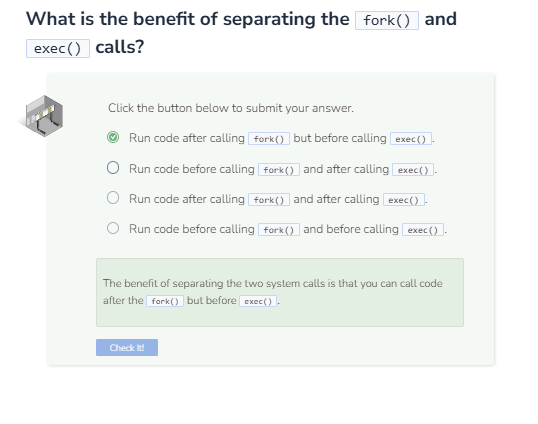 What is the benefit of separating the fork() and
exec() calls?
Click the button below to submit your answer.
Run code after calling fork() but before calling exec().
Run code before calling fork() and after calling exec().
Run code after calling fork() and after calling exec().
Run code before calling fork() and before calling exec().
The benefit of separating the two system calls is that you can call code
after the fork() but before exec().
Check It!